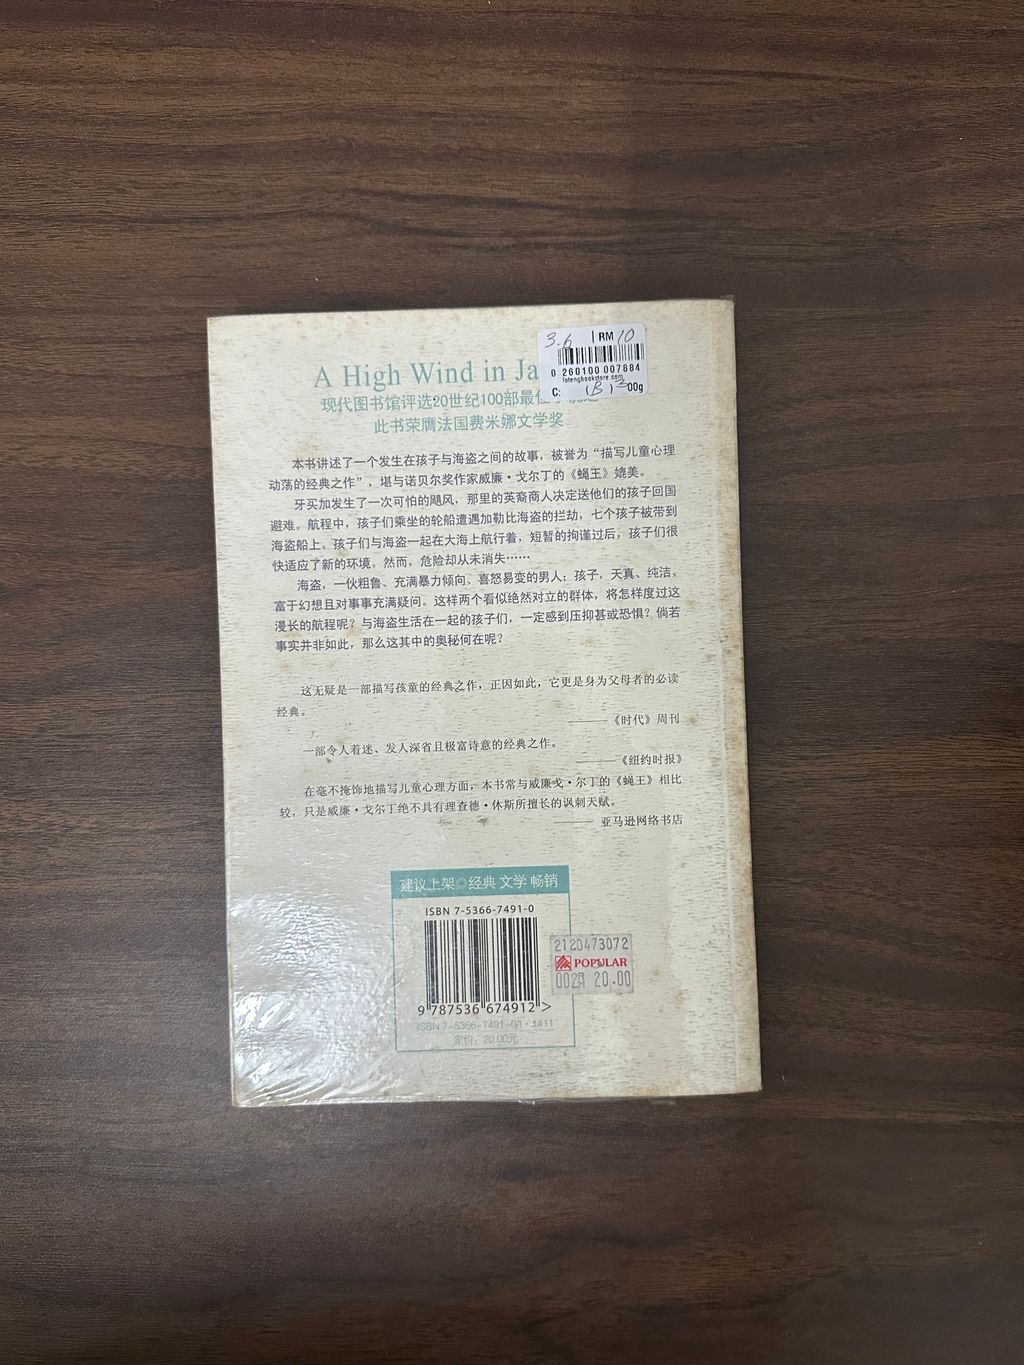 3.6 RM 10
0 260100 007884
lotengbookstore.com
C: (B) 00g
A High Wind in Ja
现代图书馆评选20世纪100部最佳
此书荣膺法国费米娜文学奖
本书讲述了一个发生在孩子与海盗之间的故事，被誉为“描写儿童心理
动荡的经典之作”，堪与诺贝尔奖作家威廉·戈尔丁的《蝇王》媲美。
牙买加发生了一次可怕的飓风，那里的英裔商人决定送他们的孩子回国
避难。航程中，孩子们乘坐的轮船遭遇加勒比海盗的拦劫，七个孩子被带到
海盗船上。孩子们与海盗一起在大海上航行着，短暂的拘谨过后，孩子们很
快适应了新的环境。然而，危险却从未消失……
海盗，一伙粗鲁、充满暴力倾向、喜怒易变的男人；孩子，天真、纯洁、
富于幻想且对事事充满疑问。这样两个看似绝然对立的群体，将怎样度过这
漫长的航程呢？与海盗生活在一起的孩子们，一定感到压抑甚或恐惧？倘若
事实并非如此，那么这其中的奥秘何在呢？
这无疑是一部描写孩童的经典之作，正因如此，它更是身为父母者的必读
经典。
——《时代》周刊
一部令人着迷、发人深省且极富诗意的经典之作。
——《纽约时报》
在毫不掩饰地描写儿童心理方面，本书常与威廉戈·尔丁的《蝇王》相比
较，只是威廉·戈尔丁绝不具有理查德·休斯所擅长的讽刺天赋。
—— 亚马逊网络书店
建议上架◎经典 文学 畅销
ISBN 7-5366-7491-0
9 787536 674912 >
ISBN 7-5366-7491-0/I·1411
定价：20.00元
2120473072
POPULAR
002R 20.00